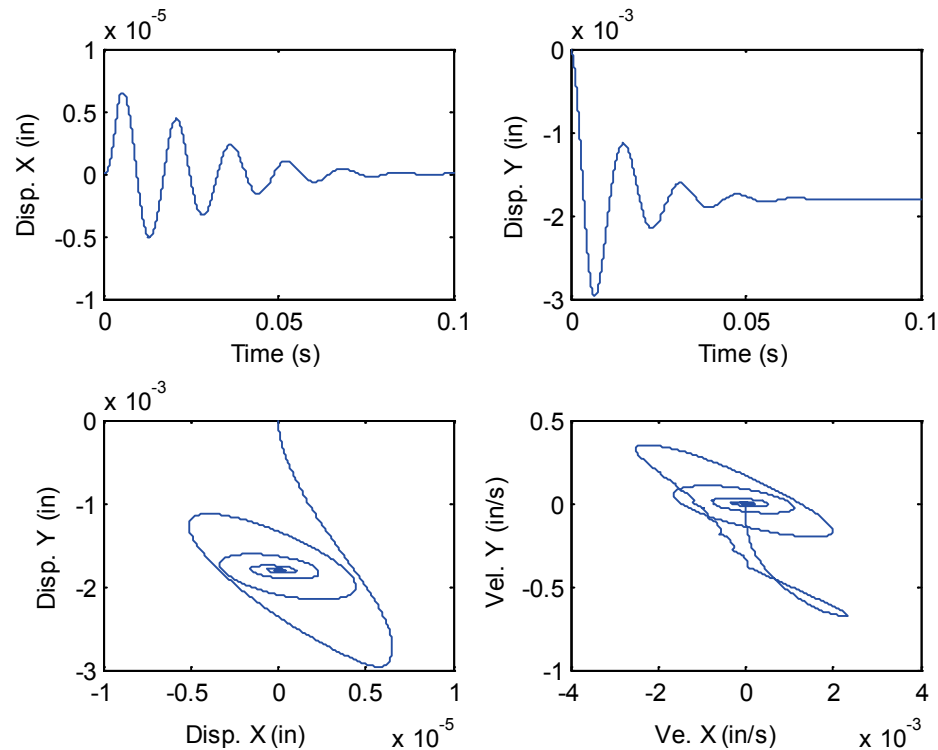 x 10^-5
1
0.5
0
-0.5
-1
Disp. X (in)
0 0.05 0.1
Time (s)
x 10^-3
0
-1
-2
-3
Disp. Y (in)
0 0.05 0.1
Time (s)
x 10^-3
0
-1
-2
-3
Disp. Y (in)
-1 -0.5 0 0.5 1
Disp. X (in) x 10^-5
0.5
0
-0.5
-1
Vel. Y (in/s)
-4 -2 0 2 4
Ve. X (in/s) x 10^-3